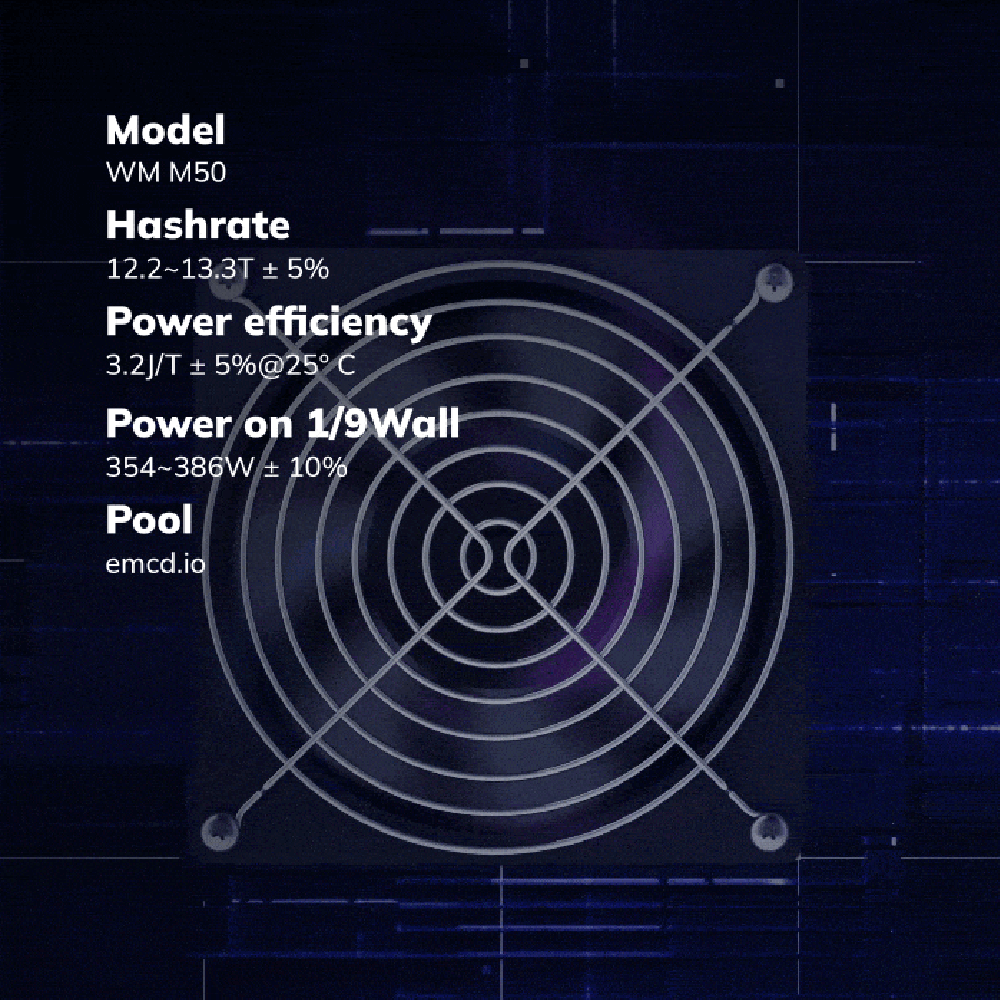 Model
WM M50
Hashrate
12.2~13.3T ± 5%
Power efficiency
3.2J/T ± 5%@25° C
Power on 1/9Wall
354~386W ± 10%
Pool
emcd.io